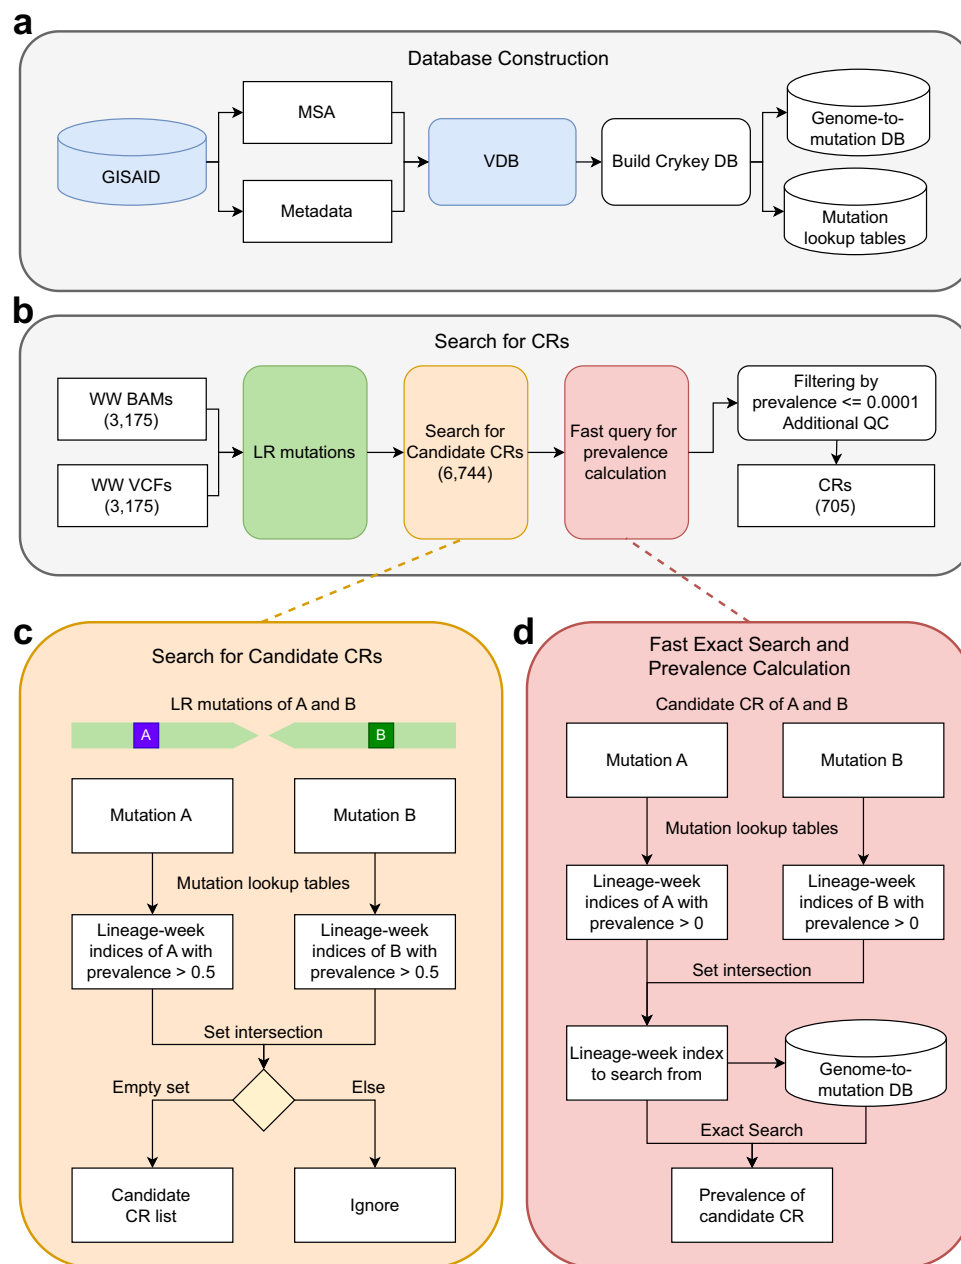 a
Database Construction
GISAID
MSA
Metadata
VDB
Build Crykey DB
Genome-to-
mutation DB
Mutation
lookup tables
b
Search for CRs
WW BAMs
(3,175)
WW VCFs
(3,175)
LR mutations
Search for
Candidate CRs
(6,744)
Fast query for
prevalence
calculation
Filtering by
prevalence <= 0.0001
Additional QC
CRs
(705)
c
Search for Candidate CRs
LR mutations of A and B
A
B
Mutation A
Mutation B
Mutation lookup tables
Lineage-week
indices of A with
prevalence > 0.5
Lineage-week
indices of B with
prevalence > 0.5
Set intersection
Empty set
Else
Candidate
CR list
Ignore
d
Fast Exact Search and
Prevalence Calculation
Candidate CR of A and B
Mutation A
Mutation B
Mutation lookup tables
Lineage-week
indices of A with
prevalence > 0
Lineage-week
indices of B with
prevalence > 0
Set intersection
Lineage-week index
to search from
Genome-to-
mutation DB
Exact Search
Prevalence of
candidate CR